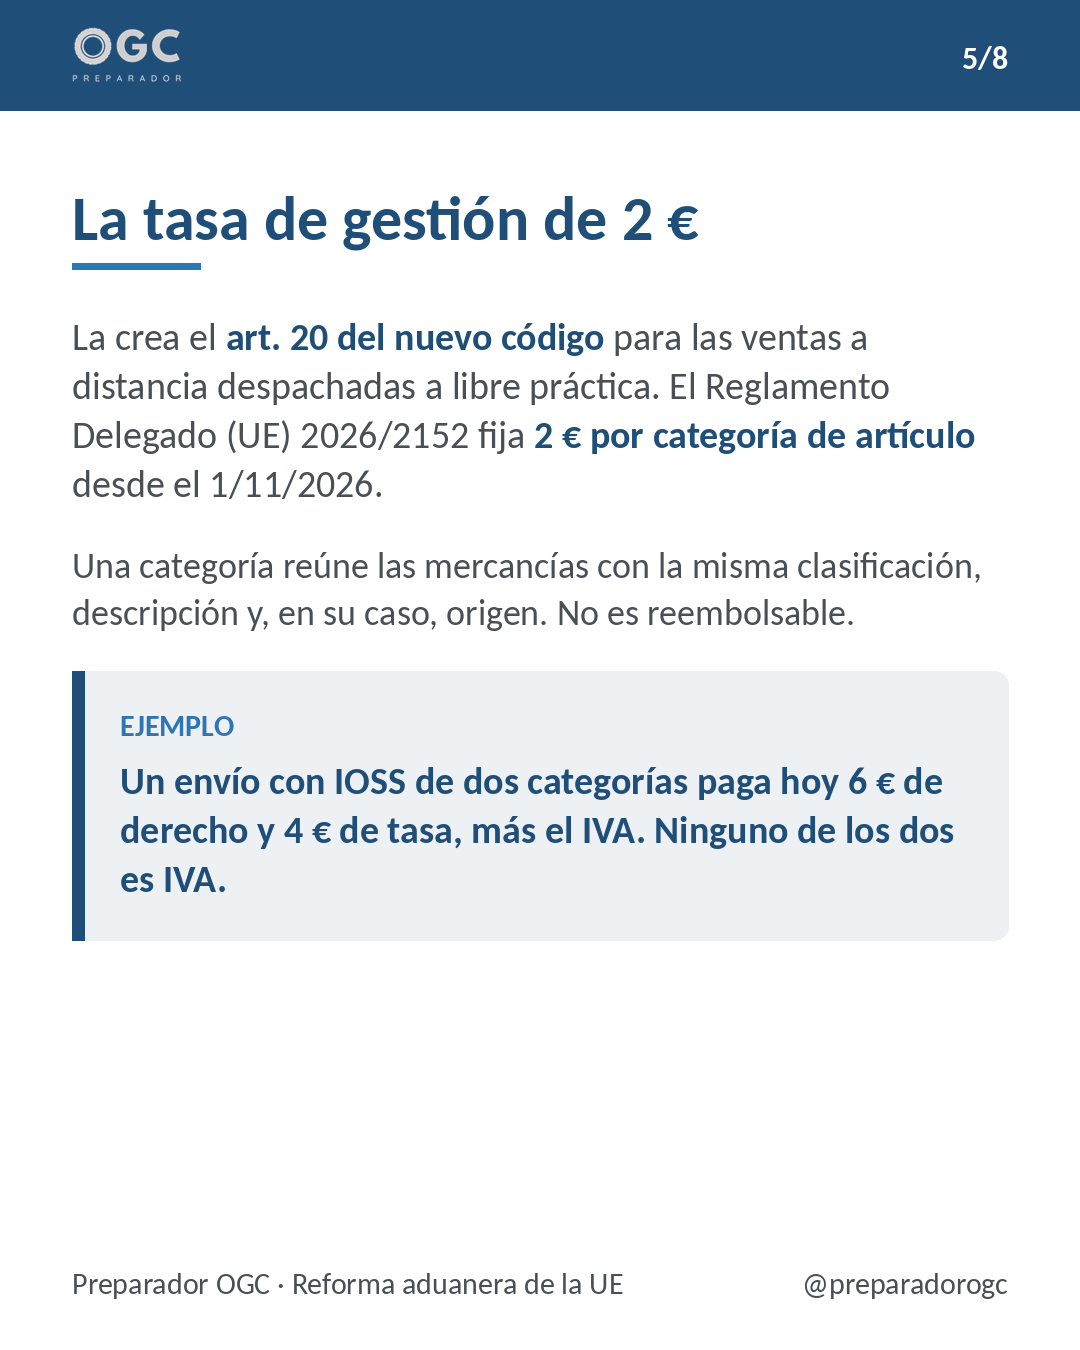 OGC
PREPARADOR
5/8
La tasa de gestión de 2 €
La crea el art. 20 del nuevo código para las ventas a
distancia despachadas a libre práctica. El Reglamento
Delegado (UE) 2026/2152 fija 2 € por categoría de artículo
desde el 1/11/2026.
Una categoría reúne las mercancías con la misma clasificación,
descripción y, en su caso, origen. No es reembolsable.
EJEMPLO
Un envío con IOSS de dos categorías paga hoy 6 € de
derecho y 4 € de tasa, más el IVA. Ninguno de los dos
es IVA.
Preparador OGC · Reforma aduanera de la UE
@preparadorogc